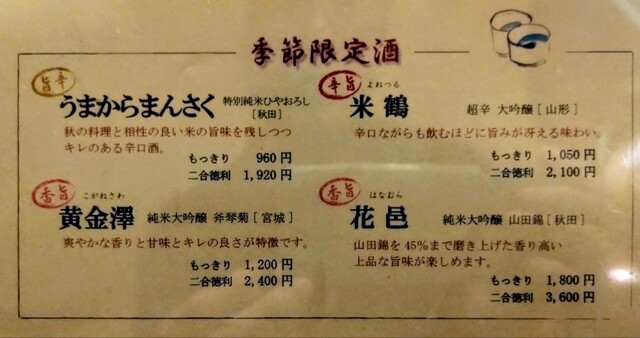 季節限定酒
旨辛
うまからまんさく 特別純米ひやおろし
[秋田]
秋の料理と相性の良い米の旨味を残しつつ
キレのある辛口酒。
もっきり 960円
二合徳利 1,920円
辛旨
よねつる
米鶴 超辛 大吟醸 [山形]
辛口ながらも飲むほどに旨みが冴える味わい。
もっきり 1,050円
二合徳利 2,100円
香旨
こがねさわ
黄金澤 純米大吟醸 斧琴菊 [宮城]
爽やかな香りと甘味とキレの良さが特徴です。
もっきり 1,200円
二合徳利 2,400円
香旨
はなむら
花邑 純米大吟醸 山田錦 [秋田]
山田錦を45%まで磨き上げた香り高い
上品な旨味が楽しめます。
もっきり 1,800円
二合徳利 3,600円